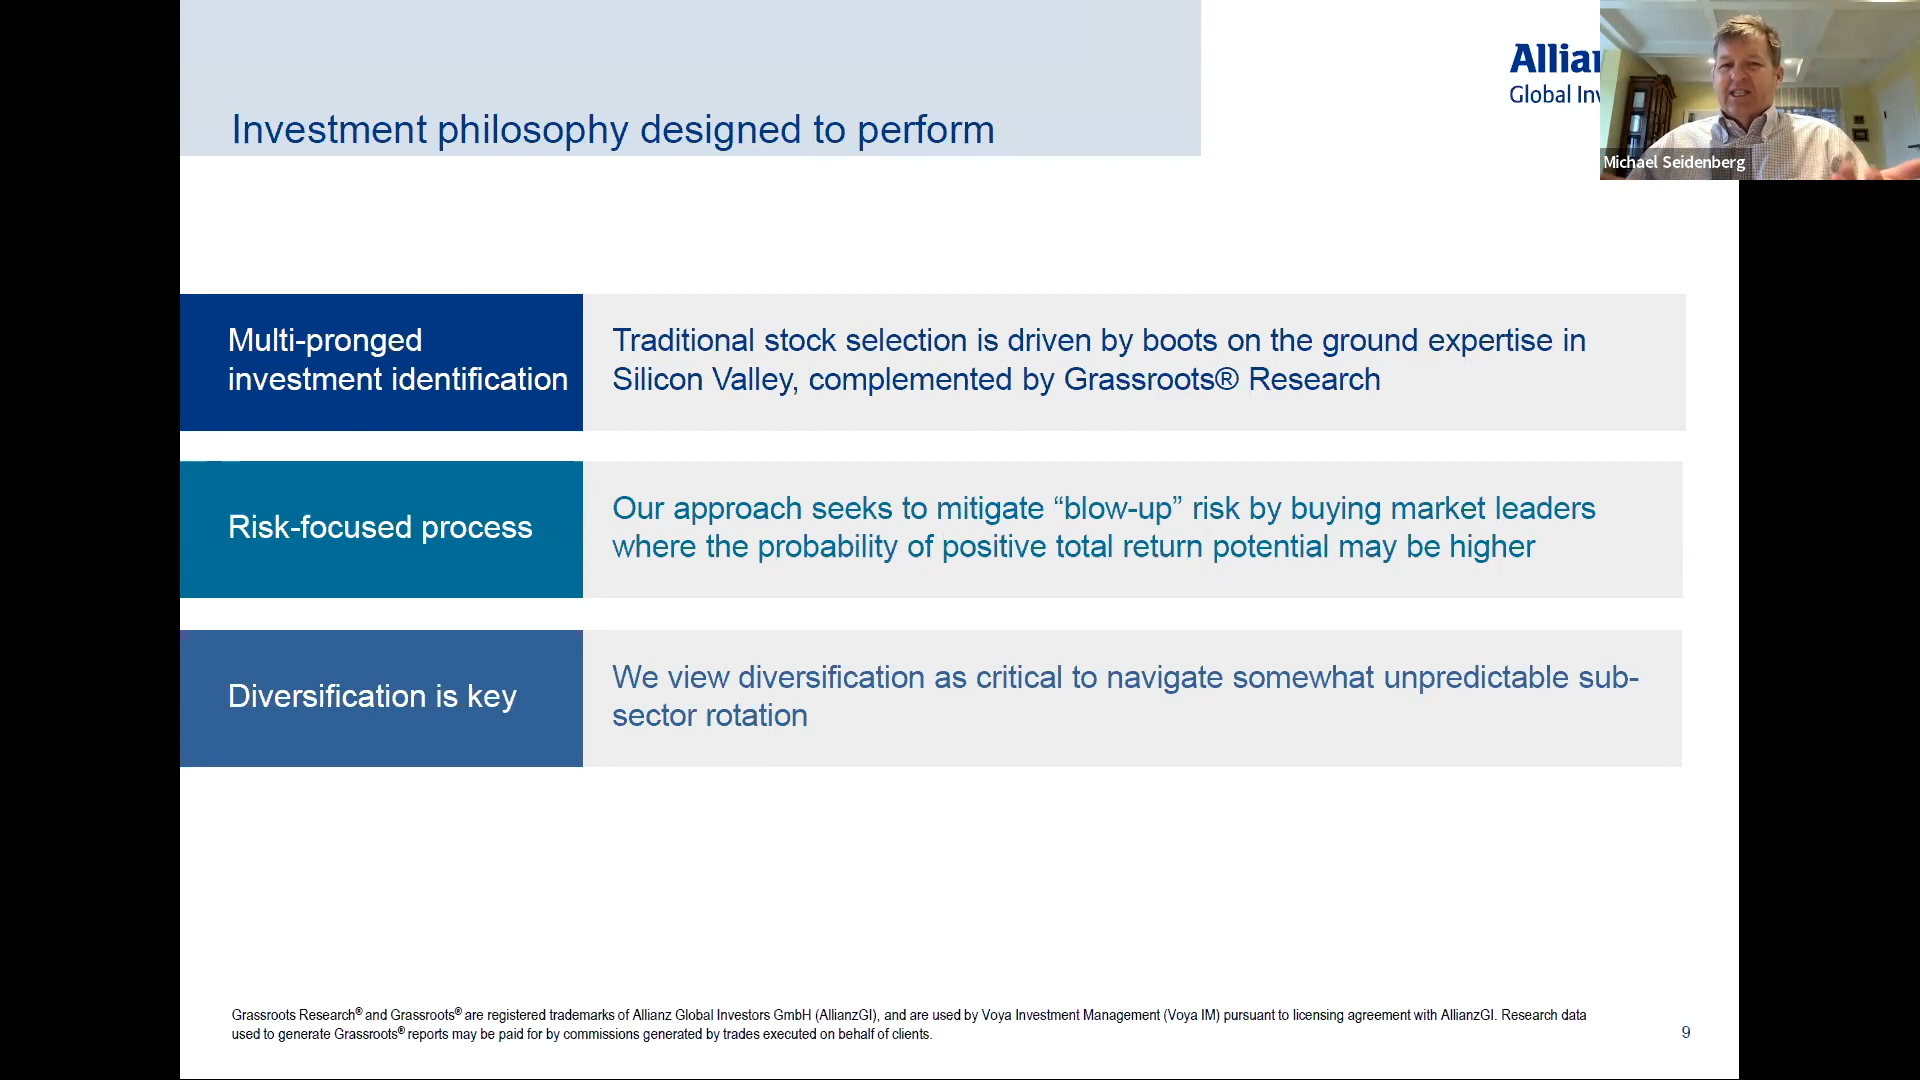 Investment philosophy designed to perform
Allian
Global Inv
Michael Seidenberg
Multi-pronged
investment identification
Traditional stock selection is driven by boots on the ground expertise in
Silicon Valley, complemented by Grassroots® Research
Risk-focused process
Our approach seeks to mitigate “blow-up” risk by buying market leaders
where the probability of positive total return potential may be higher
Diversification is key
We view diversification as critical to navigate somewhat unpredictable sub-
sector rotation
Grassroots Research® and Grassroots® are registered trademarks of Allianz Global Investors GmbH (AllianzGI), and are used by Voya Investment Management (Voya IM) pursuant to licensing agreement with AllianzGI. Research data
used to generate Grassroots® reports may be paid for by commissions generated by trades executed on behalf of clients.
9